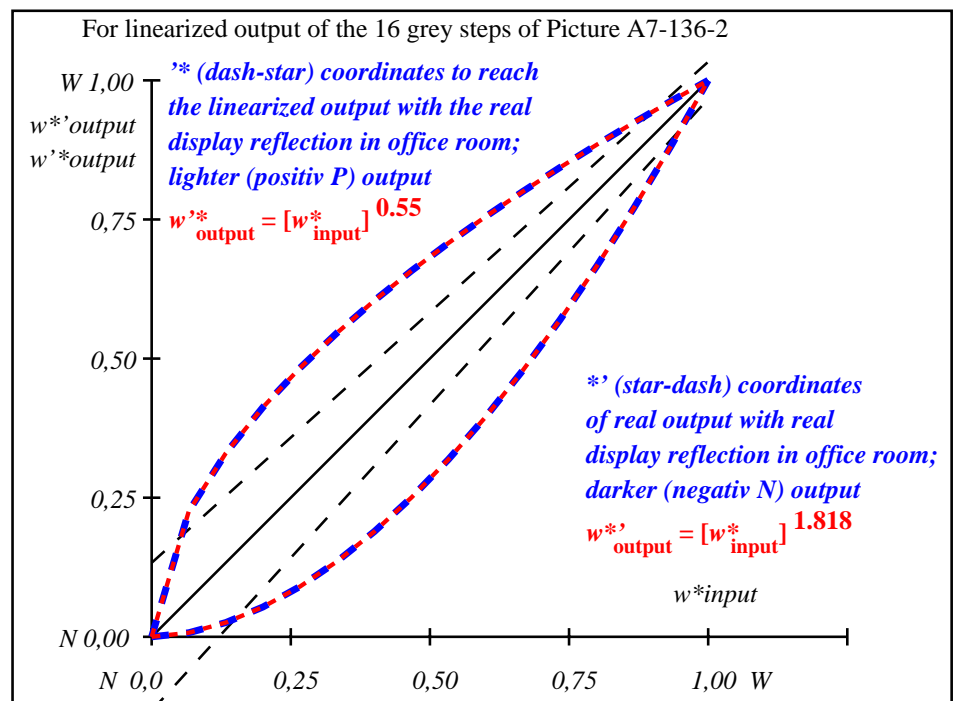 For linearized output of the 16 grey steps of Picture A7-136-2
W 1,00
w*'output
w'*output
0,75
0,50
0,25
N 0,00
’* (dash-star) coordinates to reach
the linearized output with the real
display reflection in office room;
lighter (positiv P) output
w’*output = [w*input] 0.55
*’ (star-dash) coordinates
of real output with real
display reflection in office room;
darker (negativ N) output
w*’output = [w*input] 1.818
w*input
N 0,0 0,25 0,50 0,75 1,00 W